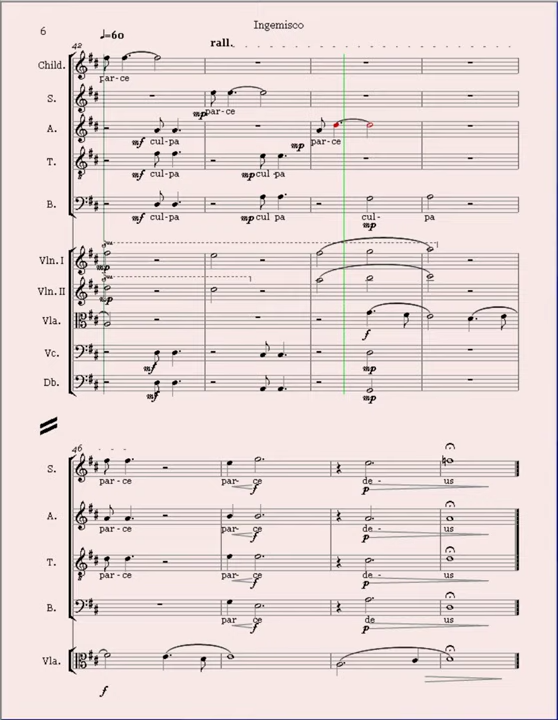 6
Ingemisco
♩=60
rall.
42
Child.
par-ce
S.
mp par-ce
A.
mf cul-pa
mp par-ce
T.
mf cul-pa
mp cul-pa
B.
mf cul-pa
mp cul pa
cul- pa
mp
8va
Vln.I
mp
8va
Vln.II
mp
Vla.
f
Vc.
mf
mp
Db.
mf
mp
46
S.
par-ce par- ce de- us
f p
A.
par-ce par- ce de- us
f p
T.
par-ce par- ce de- us
f p
B.
par ce de us
f p
Vla.
f